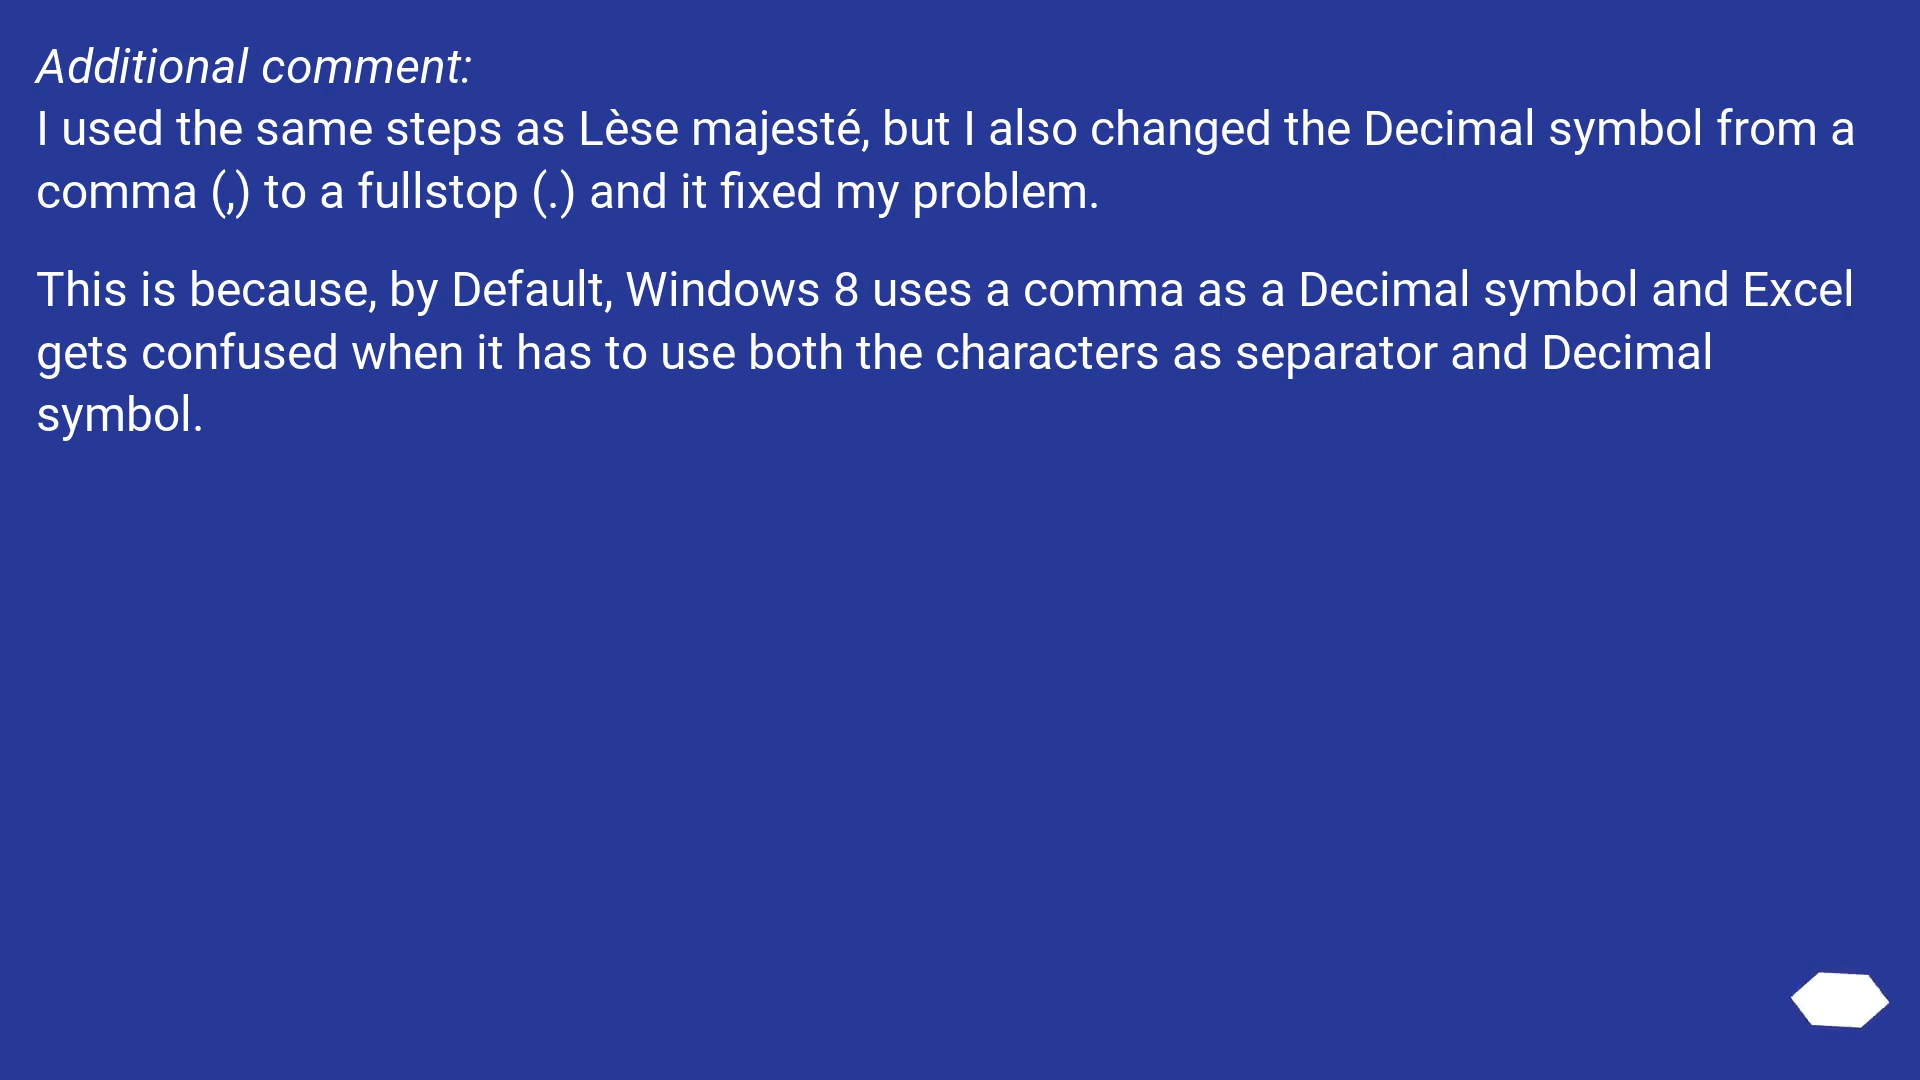 Additional comment:
I used the same steps as Lèse majesté, but I also changed the Decimal symbol from a
comma (,) to a fullstop (.) and it fixed my problem.
This is because, by Default, Windows 8 uses a comma as a Decimal symbol and Excel
gets confused when it has to use both the characters as separator and Decimal
symbol.